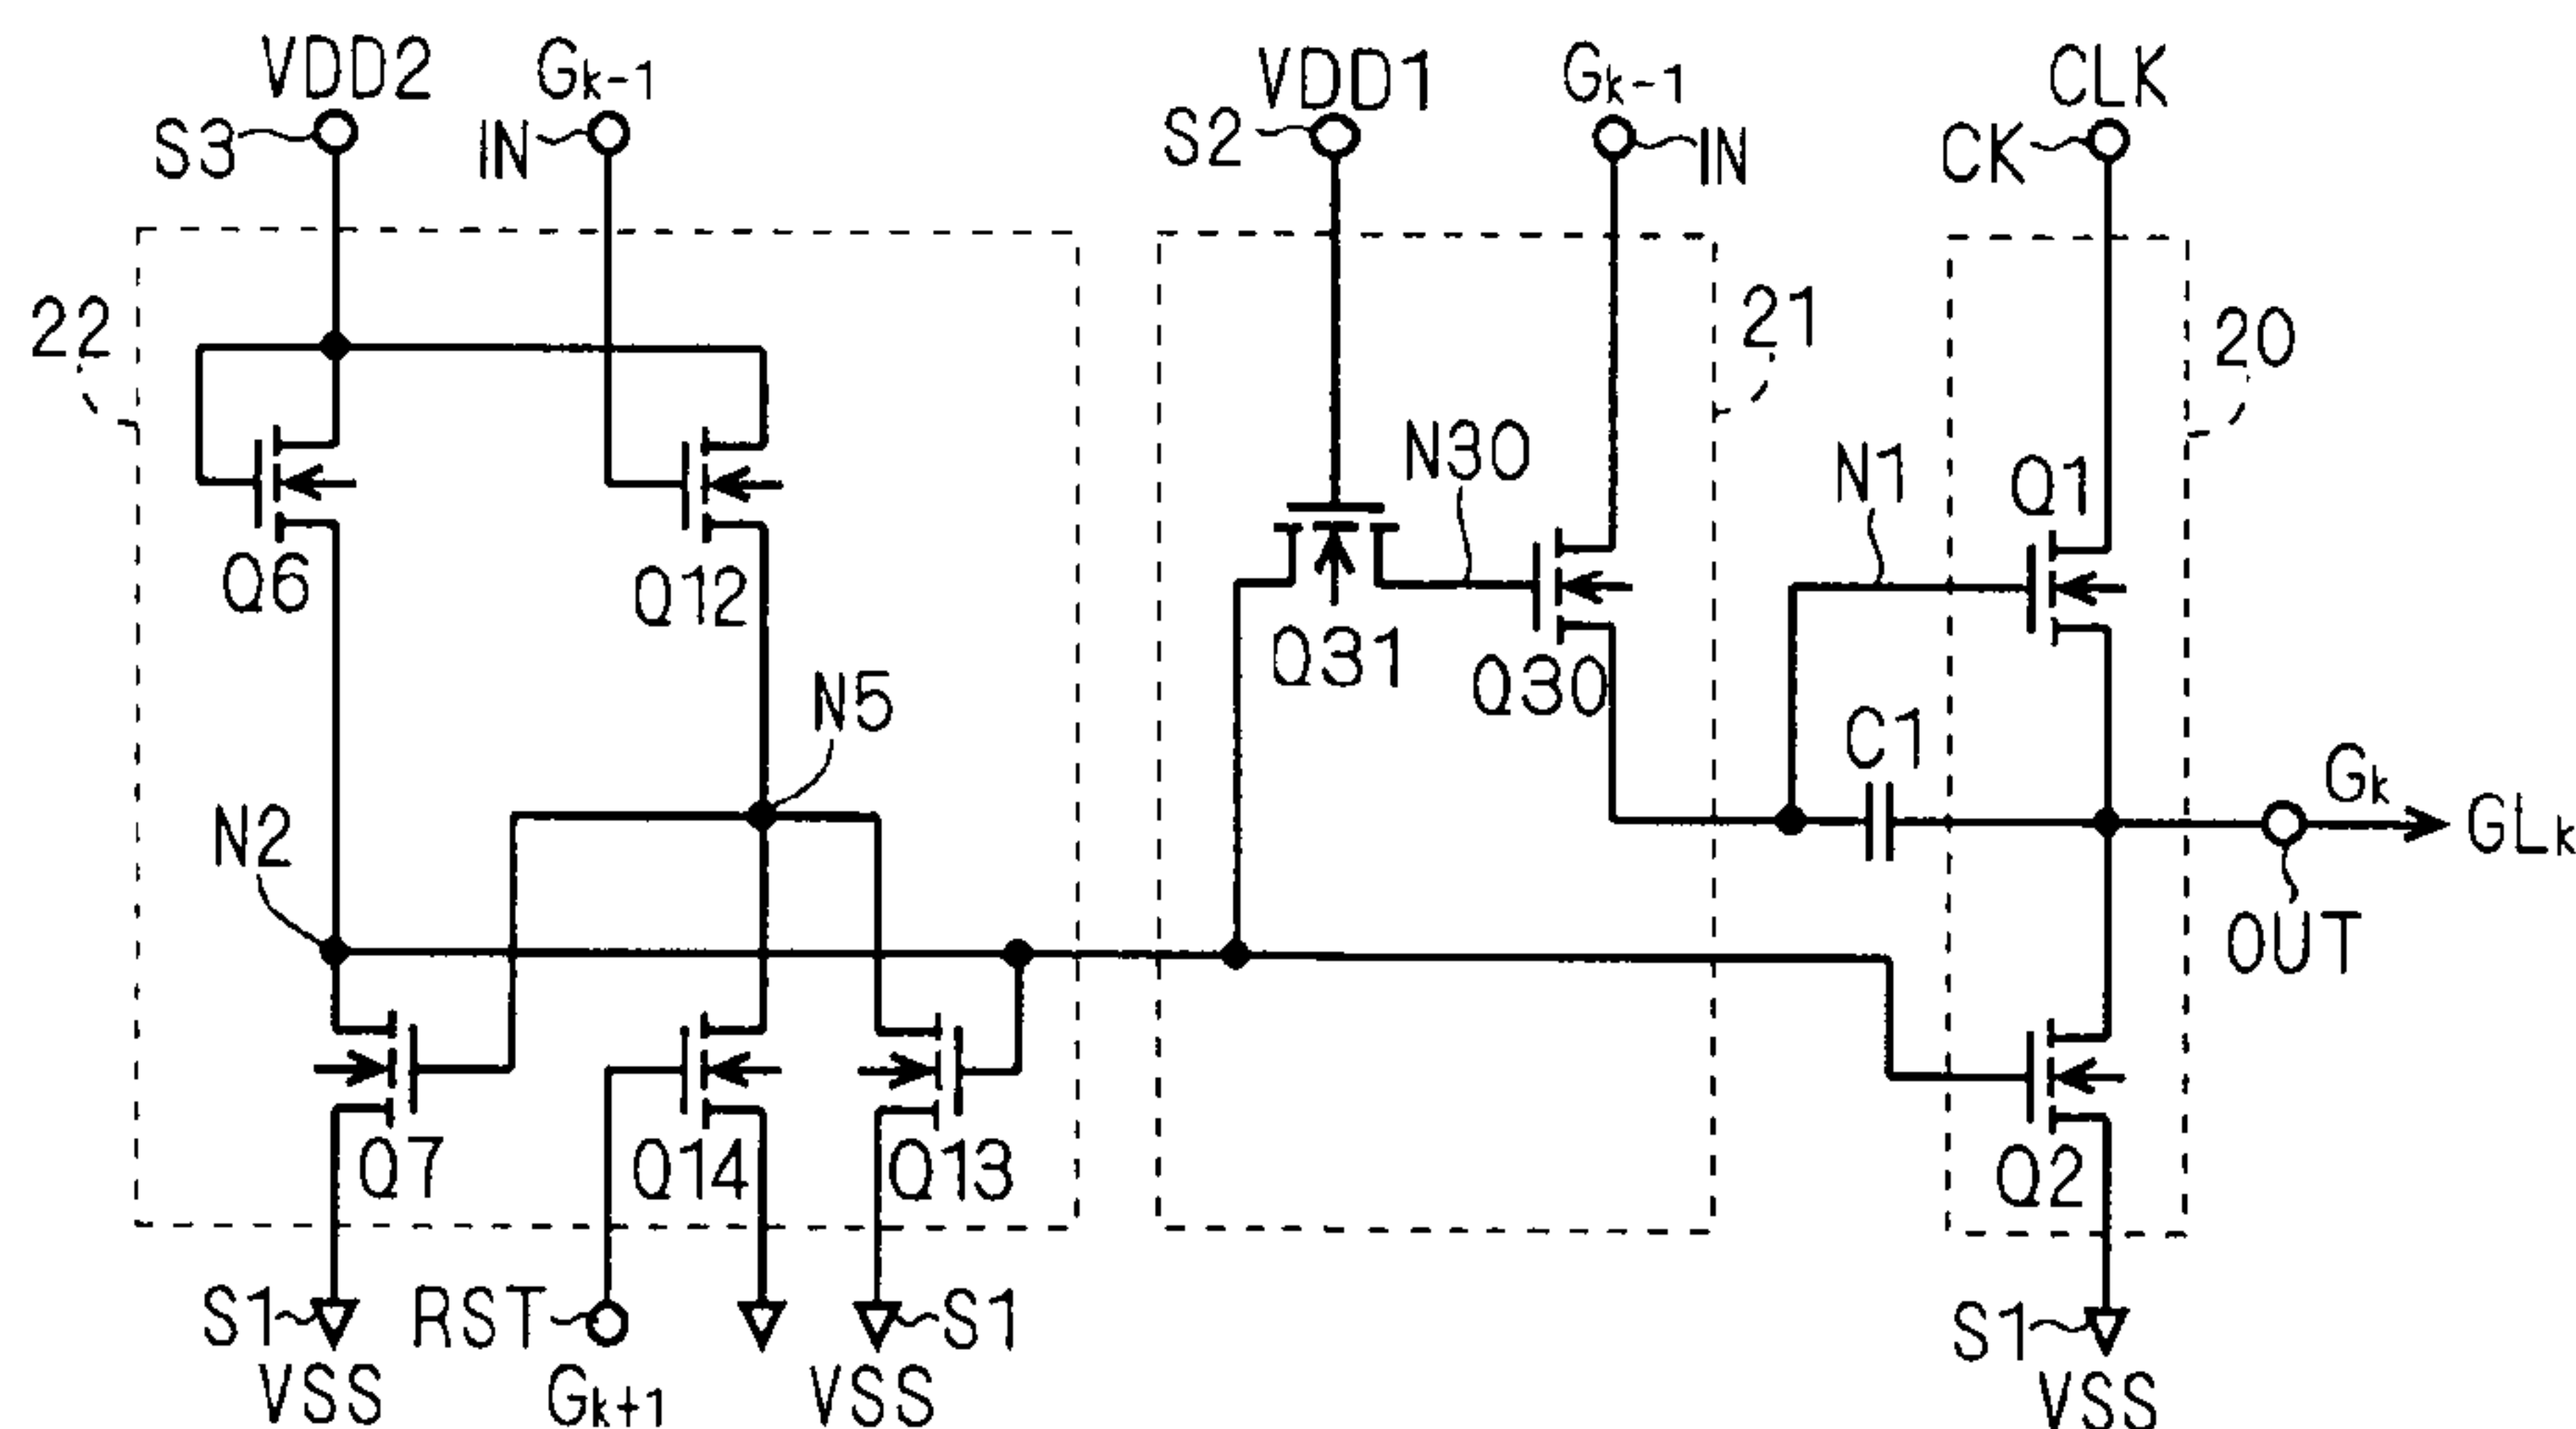 VDD2
Gk-1
VDD1
Gk-1
CLK
S3
IN
S2
IN
CK
22
21
20
N30
N1
Q1
Q6
Q12
Q31
Q30
N5
C1
Gk
GLk
N2
OUT
Q7
Q14
Q13
Q2
S1
RST
S1
S1
VSS
Gk+1
VSS
VSS